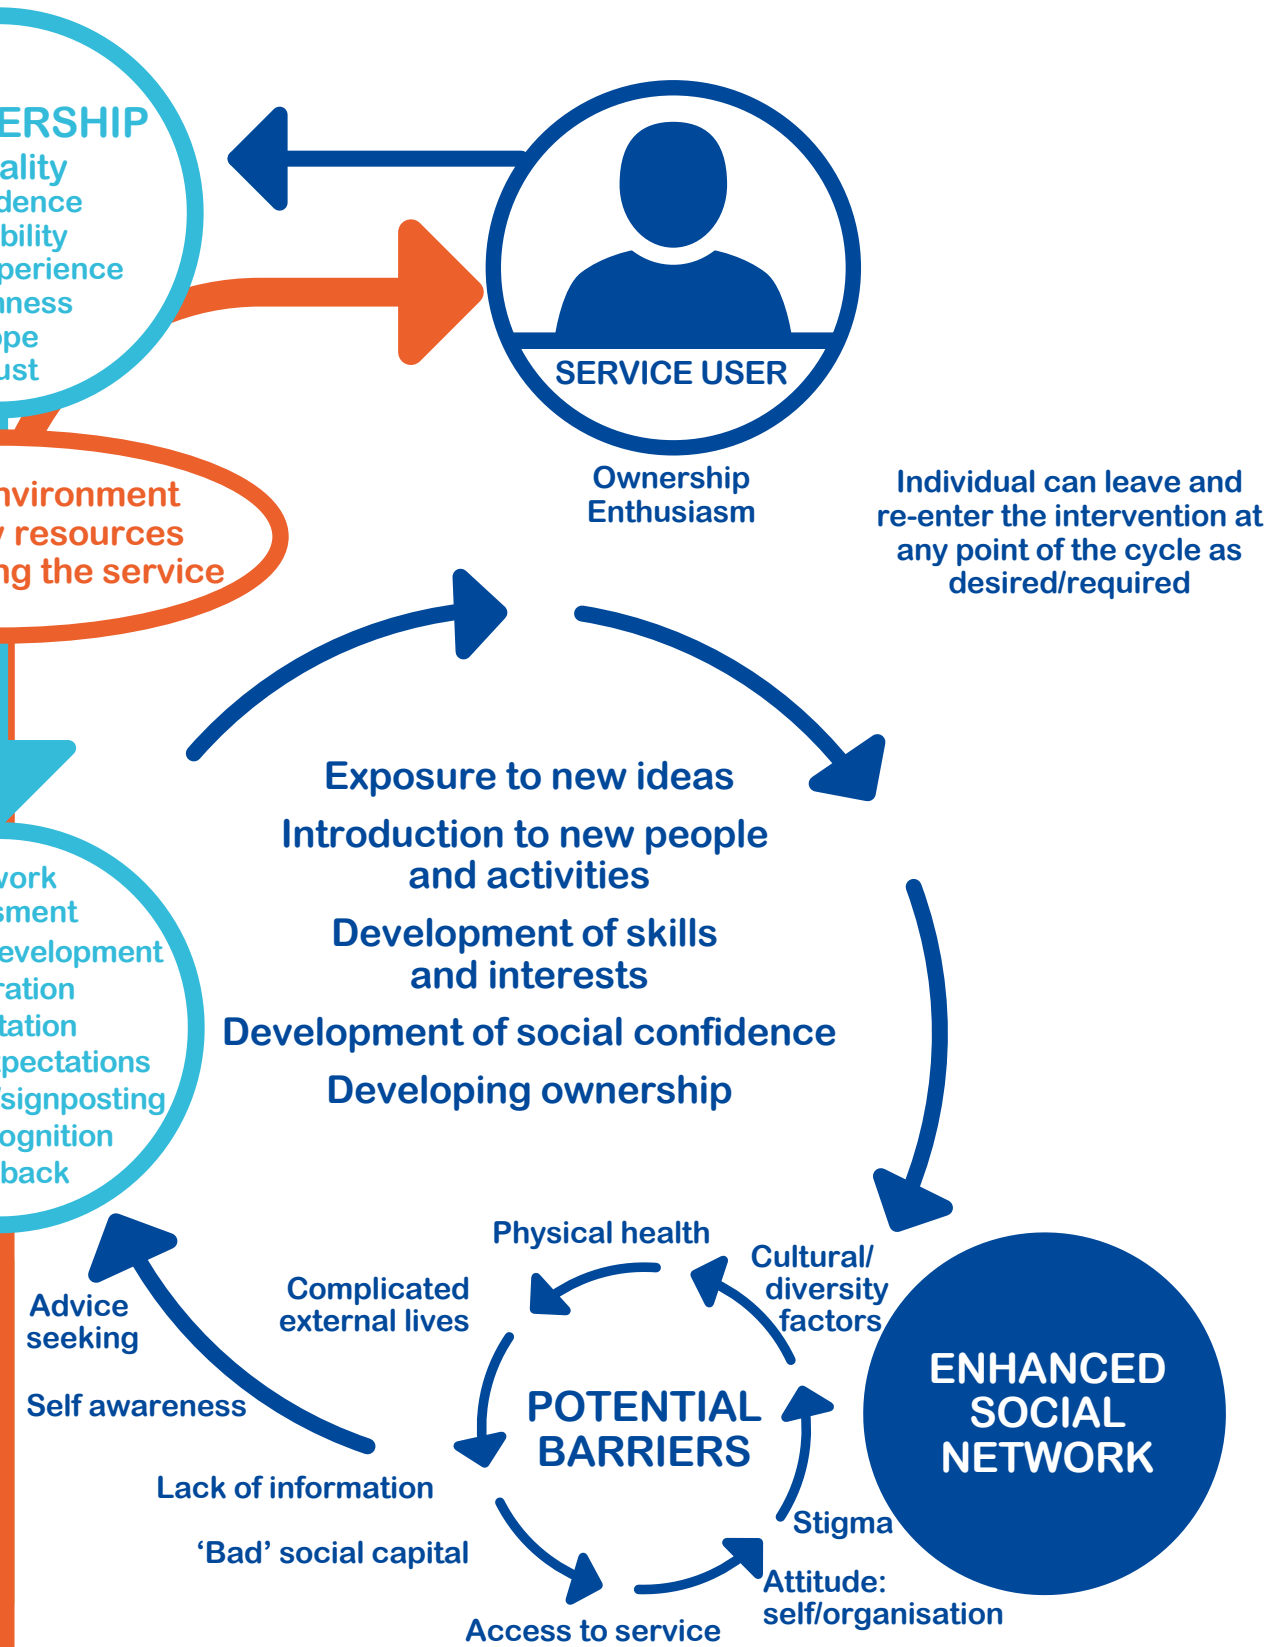 ERSHIP
ality
dence
bility
perience
nness
ope
ust
SERVICE USER
Ownership
Enthusiasm
Individual can leave and
re-enter the intervention at
any point of the cycle as
desired/required
nvironment
y resources
ng the service
Exposure to new ideas
Introduction to new people
and activities
Development of skills
and interests
Development of social confidence
Developing ownership
work
sment
evelopment
ration
tation
pectations
/signposting
ognition
back
Advice
seeking
Self awareness
Physical health
Cultural/
diversity
factors
Complicated
external lives
POTENTIAL
BARRIERS
Lack of information
‘Bad’ social capital
Access to service
Stigma
Attitude:
self/organisation
ENHANCED
SOCIAL
NETWORK